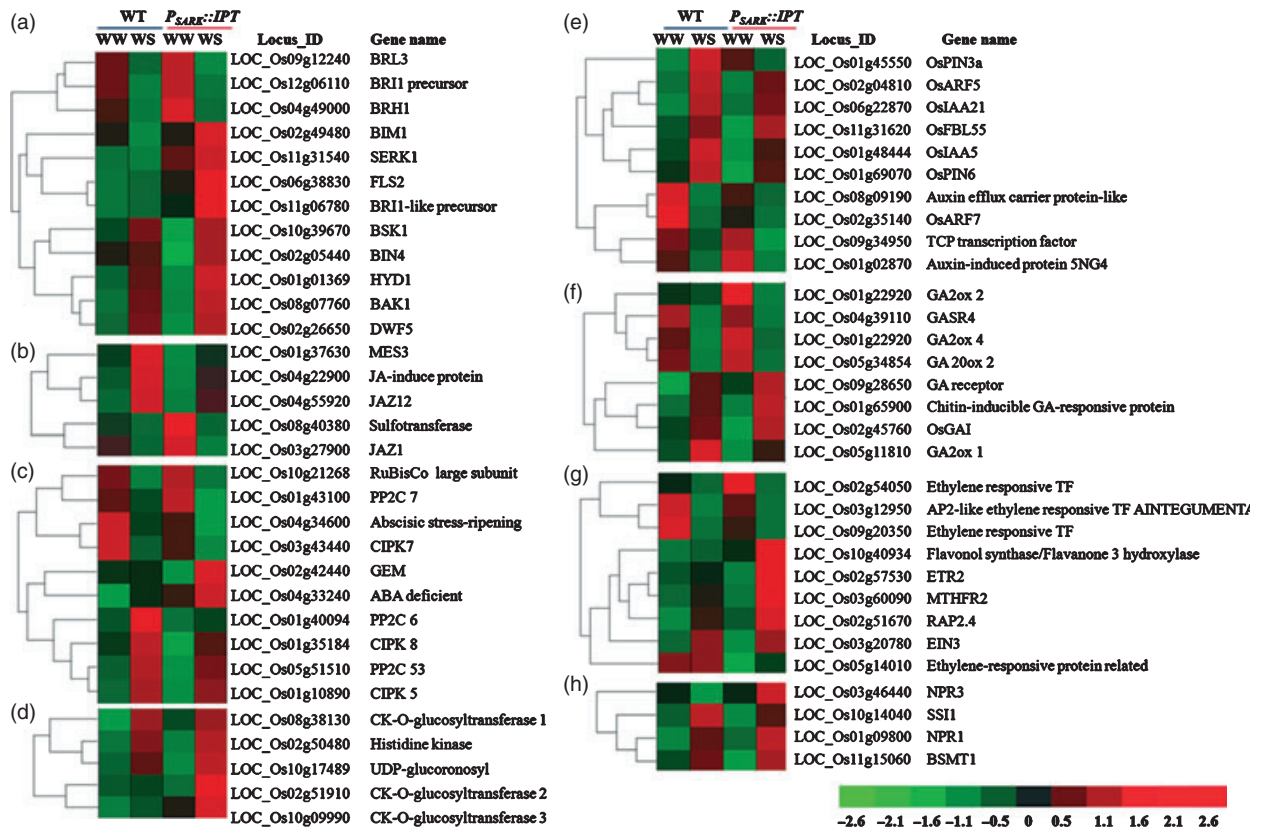 (a)
WT P_SARK::IPT
WW WS WW WS Locus_ID Gene name
LOC_Os09g12240 BRL3
LOC_Os12g06110 BRI1 precursor
LOC_Os04g49000 BRH1
LOC_Os02g49480 BIM1
LOC_Os11g31540 SERK1
LOC_Os06g38830 FLS2
LOC_Os11g06780 BRI1-like precursor
LOC_Os10g39670 BSK1
LOC_Os02g05440 BIN4
LOC_Os01g01369 HYD1
LOC_Os08g07760 BAK1
LOC_Os02g26650 DWF5
(b)
LOC_Os01g37630 MES3
LOC_Os04g22900 JA-induce protein
LOC_Os04g55920 JAZ12
LOC_Os08g40380 Sulfotransferase
LOC_Os03g27900 JAZ1
(c)
LOC_Os10g21268 RuBisCo large subunit
LOC_Os01g43100 PP2C 7
LOC_Os04g34600 Abscisic stress-ripening
LOC_Os03g43440 CIPK7
LOC_Os02g42440 GEM
LOC_Os04g33240 ABA deficient
LOC_Os01g40094 PP2C 6
LOC_Os01g35184 CIPK 8
LOC_Os05g51510 PP2C 53
LOC_Os01g10890 CIPK 5
(d)
LOC_Os08g38130 CK-O-glucosyltransferase 1
LOC_Os02g50480 Histidine kinase
LOC_Os10g17489 UDP-glucoronosyl
LOC_Os02g51910 CK-O-glucosyltransferase 2
LOC_Os10g09990 CK-O-glucosyltransferase 3
(e)
WT P_SARK::IPT
WW WS WW WS Locus_ID Gene name
LOC_Os01g45550 OsPIN3a
LOC_Os02g04810 OsARF5
LOC_Os06g22870 OsIAA21
LOC_Os11g31620 OsFBL55
LOC_Os01g48444 OsIAA5
LOC_Os01g69070 OsPIN6
LOC_Os08g09190 Auxin efflux carrier protein-like
LOC_Os02g35140 OsARF7
LOC_Os09g34950 TCP transcription factor
LOC_Os01g02870 Auxin-induced protein 5NG4
(f)
LOC_Os01g22920 GA2ox 2
LOC_Os04g39110 GASR4
LOC_Os01g22920 GA2ox 4
LOC_Os05g34854 GA 20ox 2
LOC_Os09g28650 GA receptor
LOC_Os01g65900 Chitin-inducible GA-responsive protein
LOC_Os02g45760 OsGAI
LOC_Os05g11810 GA2ox 1
(g)
LOC_Os02g54050 Ethylene responsive TF
LOC_Os03g12950 AP2-like ethylene responsive TF AINTEGUMENTA
LOC_Os09g20350 Ethylene responsive TF
LOC_Os10g40934 Flavonol synthase/Flavanone 3 hydroxylase
LOC_Os02g57530 ETR2
LOC_Os03g60090 MTHFR2
LOC_Os02g51670 RAP2.4
LOC_Os03g20780 EIN3
LOC_Os05g14010 Ethylene-responsive protein related
(h)
LOC_Os03g46440 NPR3
LOC_Os10g14040 SSI1
LOC_Os01g09800 NPR1
LOC_Os11g15060 BSMT1
−2.6 −2.1 −1.6 −1.1 −0.5 0 0.5 1.1 1.6 2.1 2.6